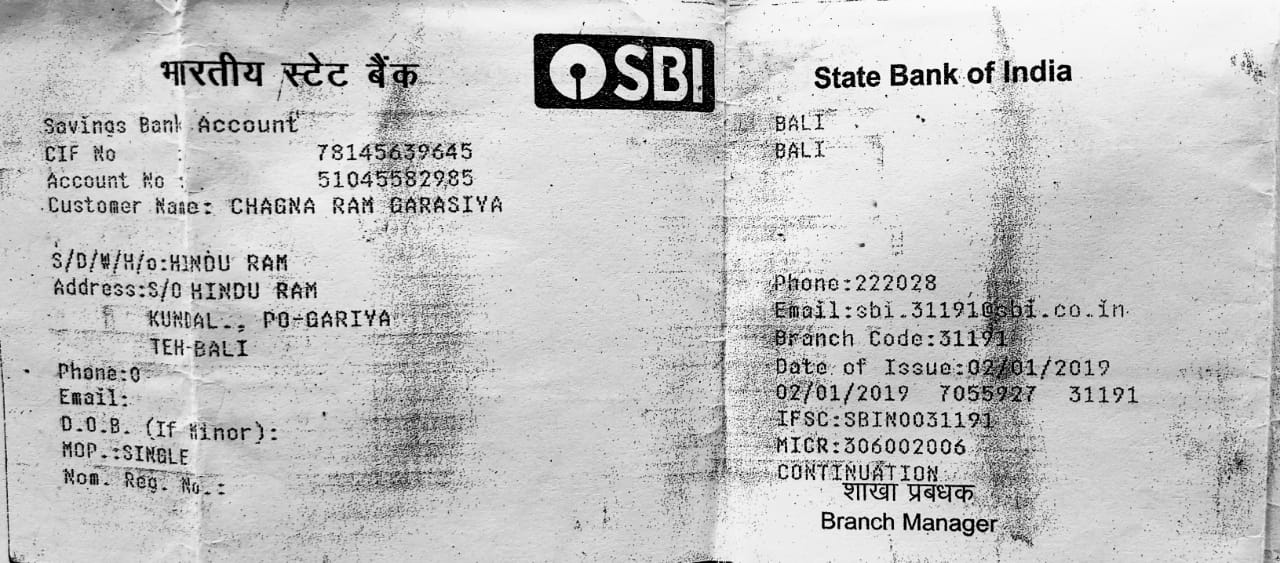 भारतीय स्टेट बैंक
SBI
Savings Bank Account
CIF No : 78145639645
Account No : 51045582985
Customer Name: CHAGNA RAM GARASIYA
S/D/W/H/o:HINDU RAM
Address:S/O HINDU RAM
KUNDAL., PO-GARIYA
TEH-BALI
Phone:0
Email:
D.O.B. (If Minor):
MOP.:SINGLE
Nom. Reg. No.:
State Bank of India
BALI
BALI
Phone:222028
Email:sbi.31191@sbi.co.in
Branch Code:31191
Date of Issue:02/01/2019
02/01/2019 7055927 31191
IFSC:SBIN0031191
MICR:306002006
CONTINUATION
शाखा प्रबंधक
Branch Manager